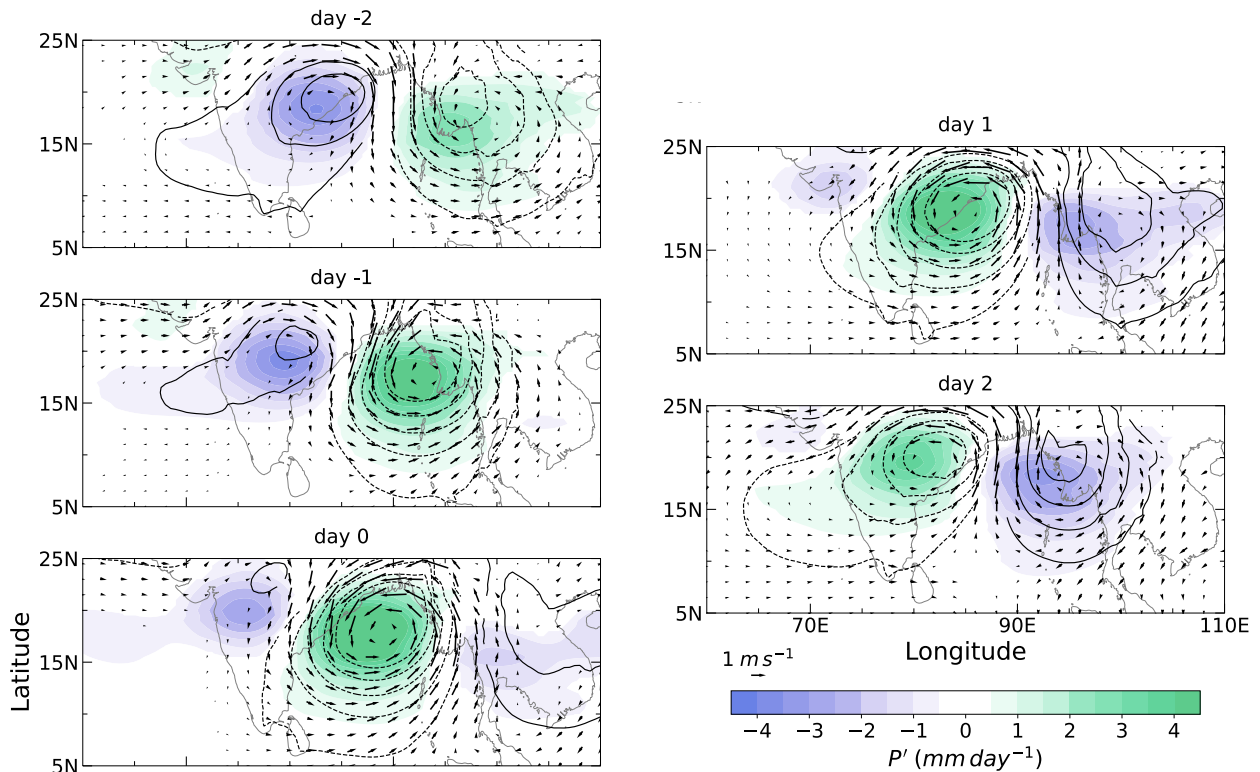 day -2
25N
15N
5N
day -1
25N
15N
5N
day 0
25N
15N
5N
Latitude
day 1
25N
15N
5N
day 2
25N
15N
5N
70E 80E 90E 100E 110E
Longitude
1 m s⁻¹
−4 −3 −2 −1 0 1 2 3 4
P′ (mm day⁻¹)